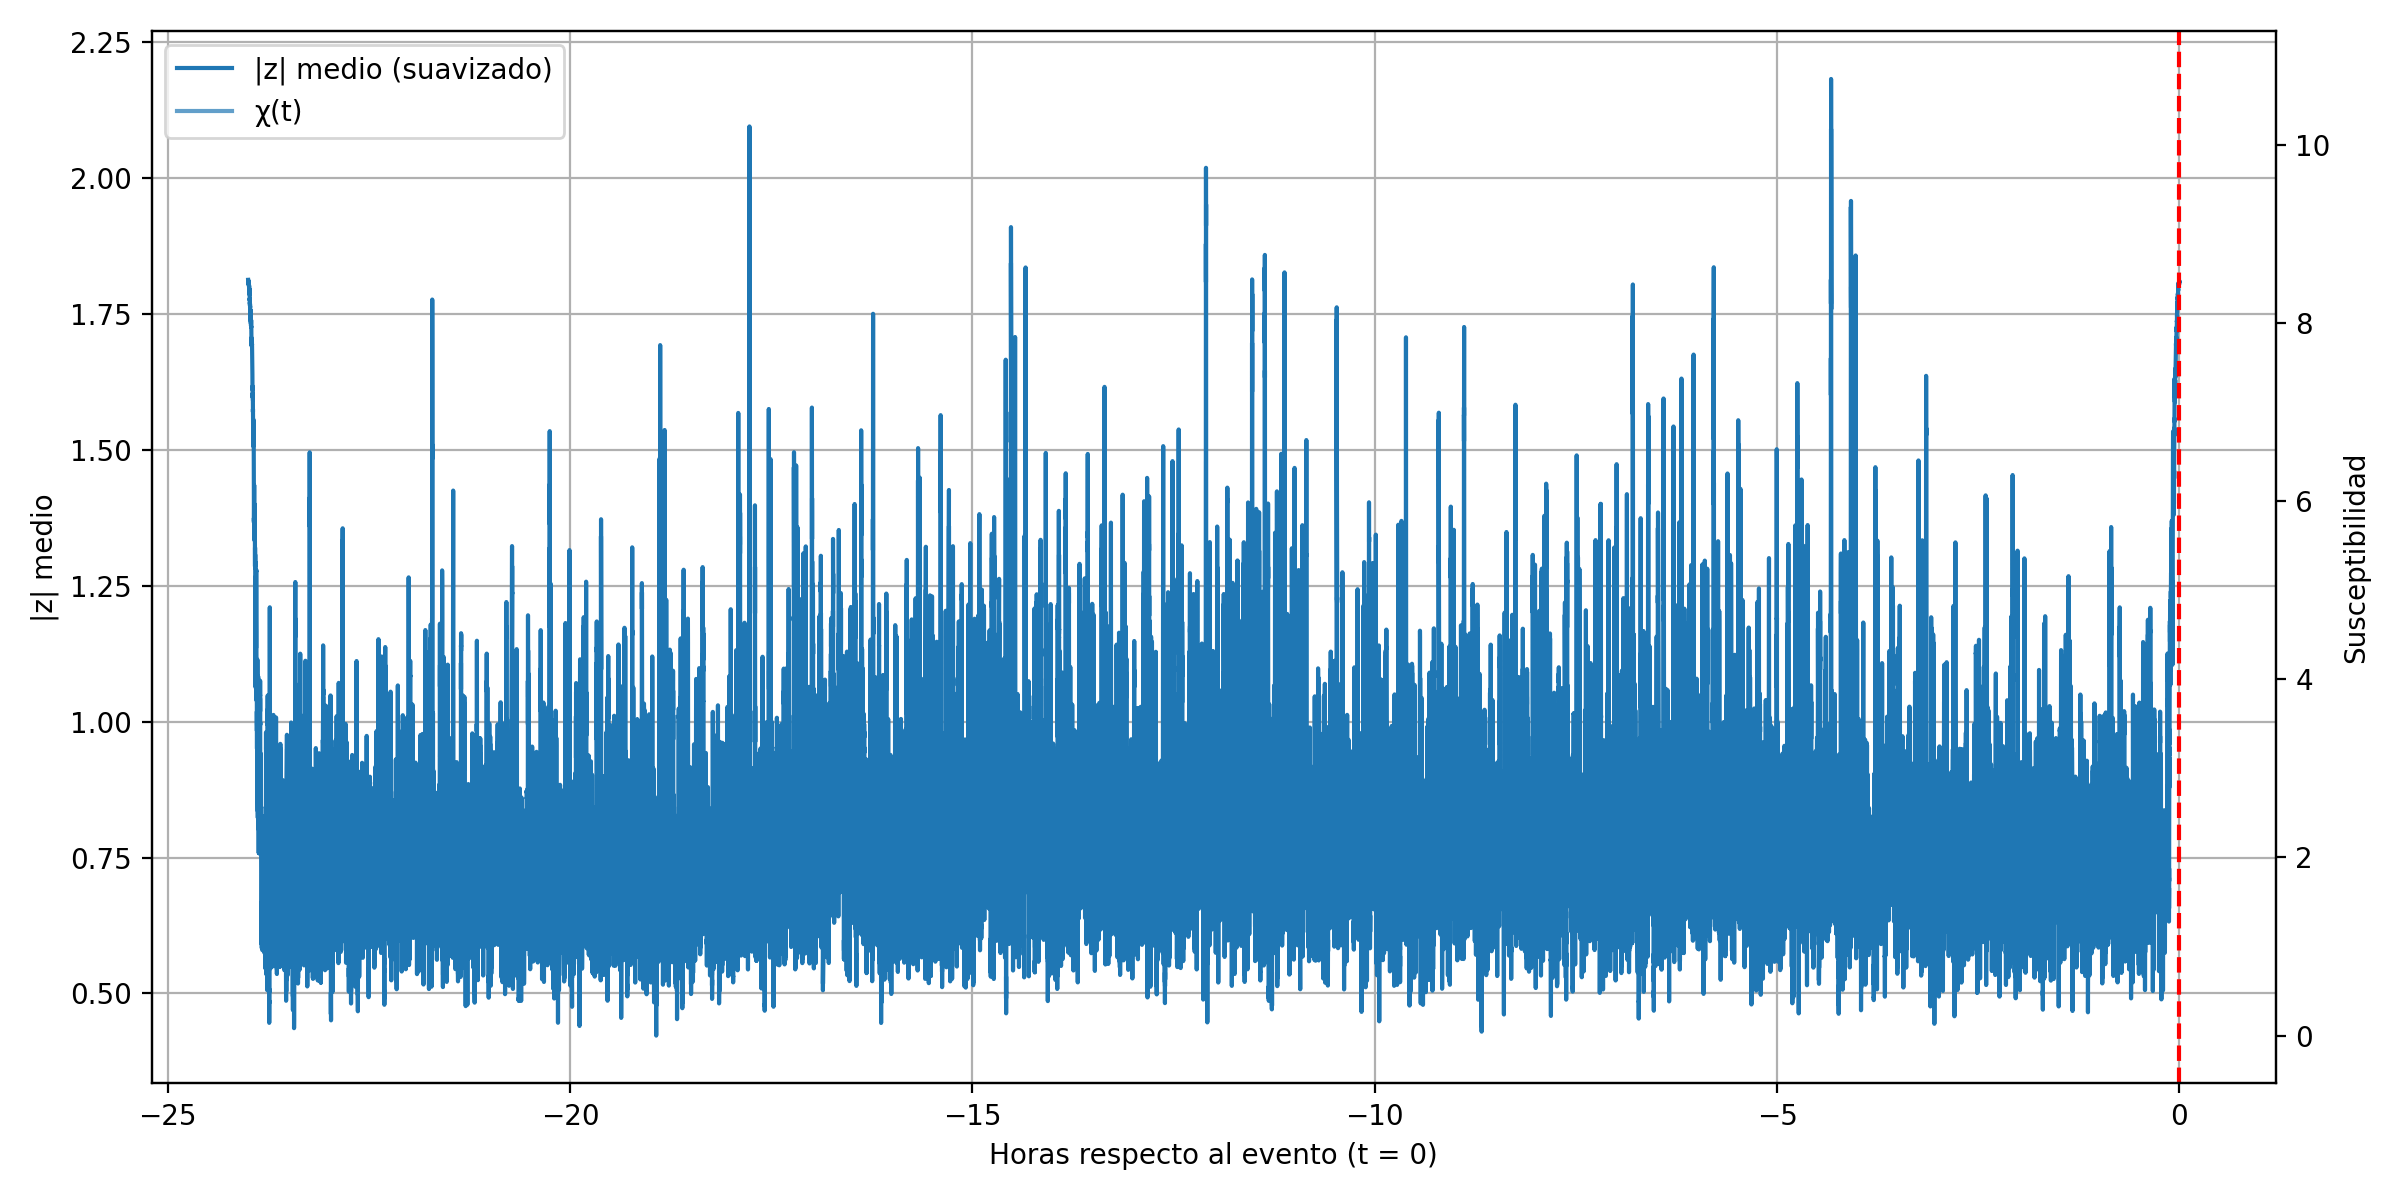 2.25
2.00
1.75
1.50
1.25
1.00
0.75
0.50
|z| medio
|z| medio (suavizado)
χ(t)
10
8
6
4
2
0
Susceptibilidad
−25 −20 −15 −10 −5 0
Horas respecto al evento (t = 0)